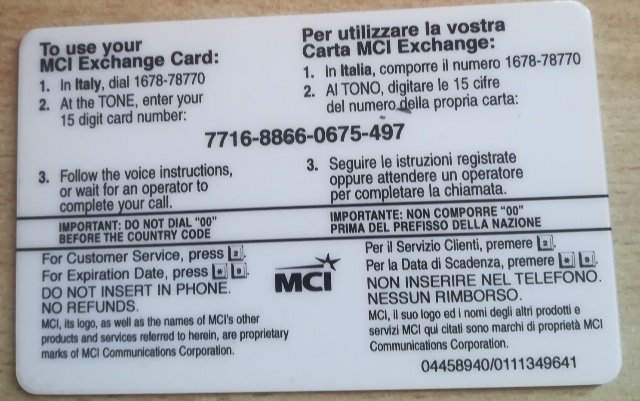 To use your
MCI Exchange Card:
1. In Italy, dial 1678-78770
2. At the TONE, enter your
15 digit card number:
Per utilizzare la vostra
Carta MCI Exchange:
1. In Italia, comporre il numero 1678-78770
2. Al TONO, digitare le 15 cifre
del numero della propria carta:
7716-8866-0675-497
3. Follow the voice instructions,
or wait for an operator to
complete your call.
3. Seguire le istruzioni registrate
oppure attendere un operatore
per completare la chiamata.
IMPORTANT: DO NOT DIAL "00"
BEFORE THE COUNTRY CODE
IMPORTANTE: NON COMPORRE "00"
PRIMA DEL PREFISSO DELLA NAZIONE
For Customer Service, press 2.
For Expiration Date, press * 9.
DO NOT INSERT IN PHONE.
NO REFUNDS.
MCI, its logo, as well as the names of MCI's other
products and services referred to herein, are proprietary
marks of MCI Communications Corporation.
MCI
Per il Servizio Clienti, premere 2.
Per la Data di Scadenza, premere * 9.
NON INSERIRE NEL TELEFONO.
NESSUN RIMBORSO.
MCI, il suo logo ed i nomi degli altri prodotti e
servizi MCI qui citati sono marchi di proprietà MCI
Communications Corporation.
04458940/0111349641